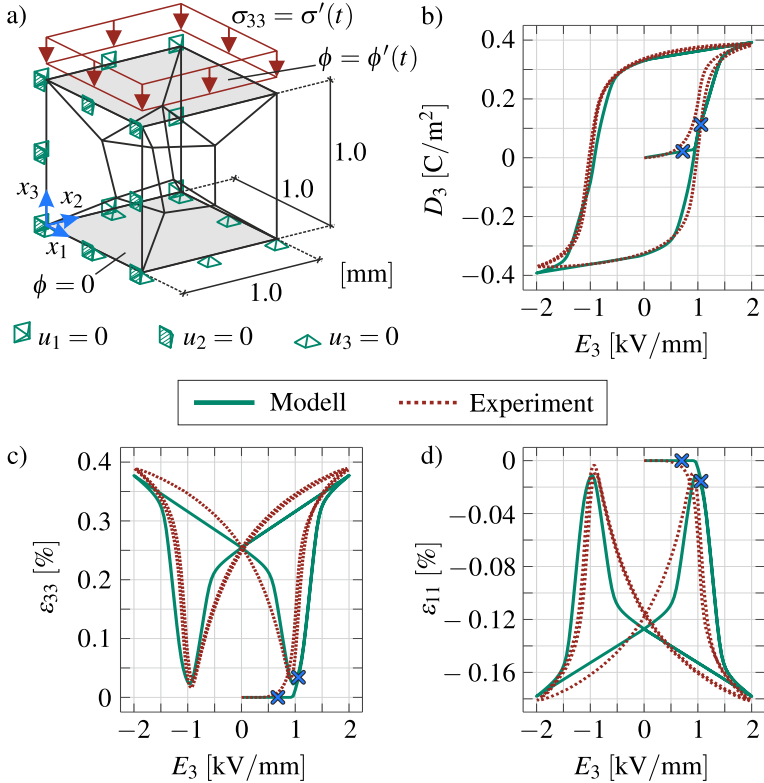 a)
σ₃₃ = σ′(t)
ϕ = ϕ′(t)
1.0
1.0
1.0
x₃
x₂
x₁
ϕ = 0
[mm]
u₁ = 0
u₂ = 0
u₃ = 0
b)
0.4
0.2
0
−0.2
−0.4
D₃ [C/m²]
−2 −1 0 1 2
E₃ [kV/mm]
Modell
Experiment
c)
0.4
0.3
0.2
0.1
0
ε₃₃ [%]
−2 −1 0 1 2
E₃ [kV/mm]
d)
0
−0.04
−0.08
−0.12
−0.16
ε₁₁ [%]
−2 −1 0 1 2
E₃ [kV/mm]